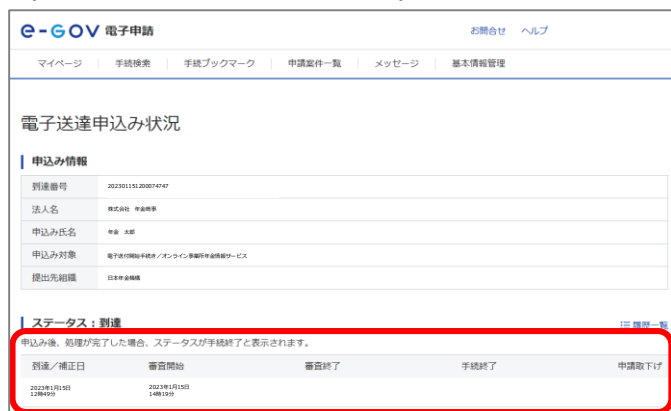 e-GOV 電子申請
お問合せ ヘルプ
マイページ 手続検索 手続ブックマーク 申請案件一覧 メッセージ 基本情報管理
電子送達申込み状況
申込み情報
到達番号 202301151200074747
法人名 株式会社 年金商事
申込み氏名 年金 太郎
申込み対象 電子送付開始手続き／オンライン事業所年金情報サービス
提出先組織 日本年金機構
ステータス：到達
履歴一覧
申込み後、処理が完了した場合、ステータスが手続終了と表示されます。
到達／補正日 審査開始 審査終了 手続終了 申請取下げ
2023年1月15日 2023年1月15日
12時49分 14時19分